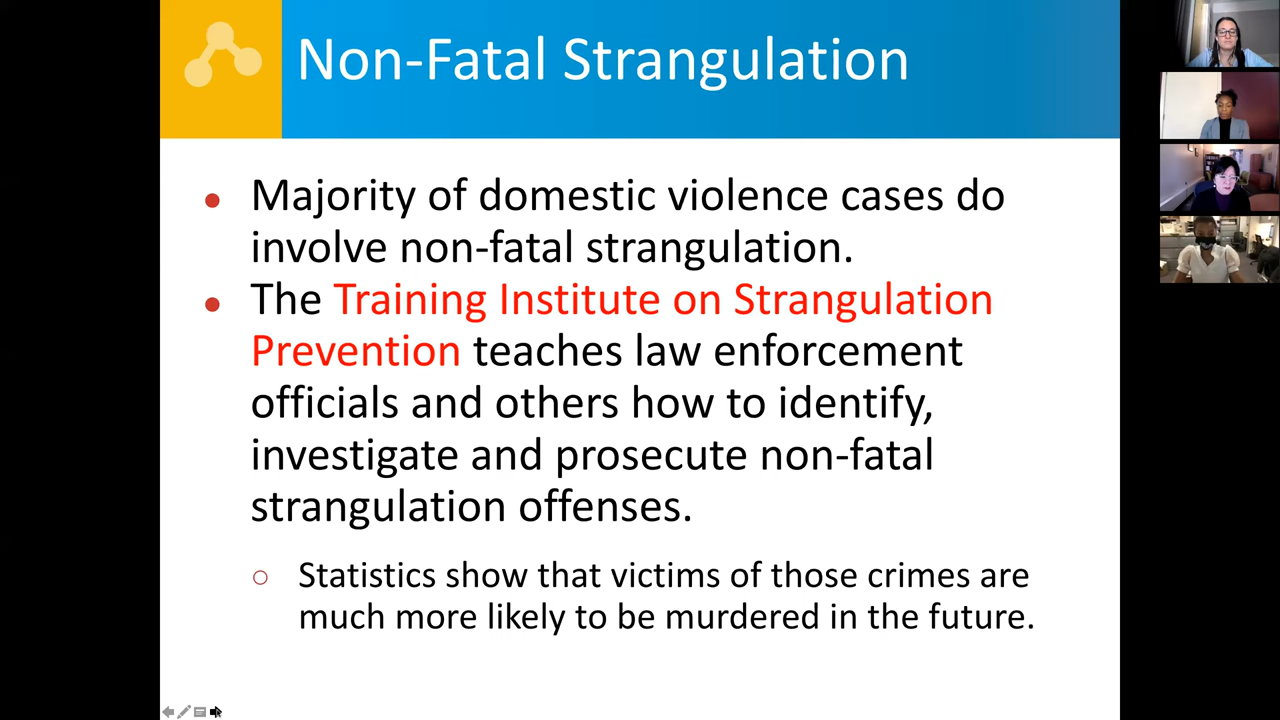 Non-Fatal Strangulation
• Majority of domestic violence cases do
involve non-fatal strangulation.
• The Training Institute on Strangulation
Prevention teaches law enforcement
officials and others how to identify,
investigate and prosecute non-fatal
strangulation offenses.
○ Statistics show that victims of those crimes are
much more likely to be murdered in the future.